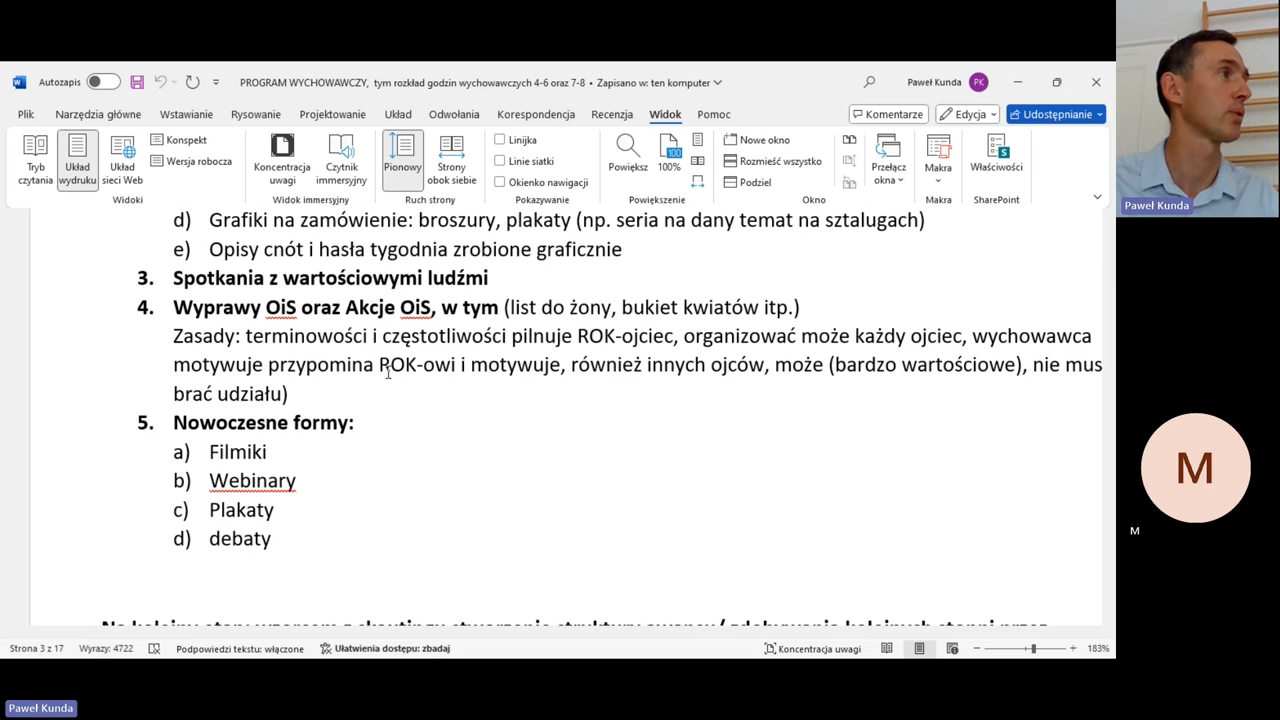 Autozapis
PROGRAM WYCHOWAWCZY, tym rozkład godzin wychowawczych 4-6 oraz 7-8 • Zapisano w: ten komputer
Paweł Kunda
PK
Plik
Narzędzia główne
Wstawianie
Rysowanie
Projektowanie
Układ
Odwołania
Korespondencja
Recenzja
Widok
Pomoc
Komentarze
Edycja
Udostępnianie
Tryb czytania
Układ wydruku
Układ sieci Web
Konspekt
Wersja robocza
Widoki
Koncentracja uwagi
Czytnik immersyjny
Widok immersyjny
Pionowy
Strony obok siebie
Ruch strony
Linijka
Linie siatki
Okienko nawigacji
Pokazywanie
Powiększ
100
100%
Powiększenie
Nowe okno
Rozmieść wszystko
Podziel
Przełącz okna
Okno
Makra
Makra
Właściwości
SharePoint
d) Grafiki na zamówienie: broszury, plakaty (np. seria na dany temat na sztalugach)
e) Opisy cnót i hasła tygodnia zrobione graficznie
3. Spotkania z wartościowymi ludźmi
4. Wyprawy OiS oraz Akcje OiS, w tym (list do żony, bukiet kwiatów itp.)
Zasady: terminowości i częstotliwości pilnuje ROK-ojciec, organizować może każdy ojciec, wychowawca
motywuje przypomina ROK-owi i motywuje, również innych ojców, może (bardzo wartościowe), nie mus
brać udziału)
5. Nowoczesne formy:
a) Filmiki
b) Webinary
c) Plakaty
d) debaty
Strona 3 z 17
Wyrazy: 4722
Podpowiedzi tekstu: włączone
Ułatwienia dostępu: zbadaj
Koncentracja uwagi
183%
Paweł Kunda
M
M
Paweł Kunda